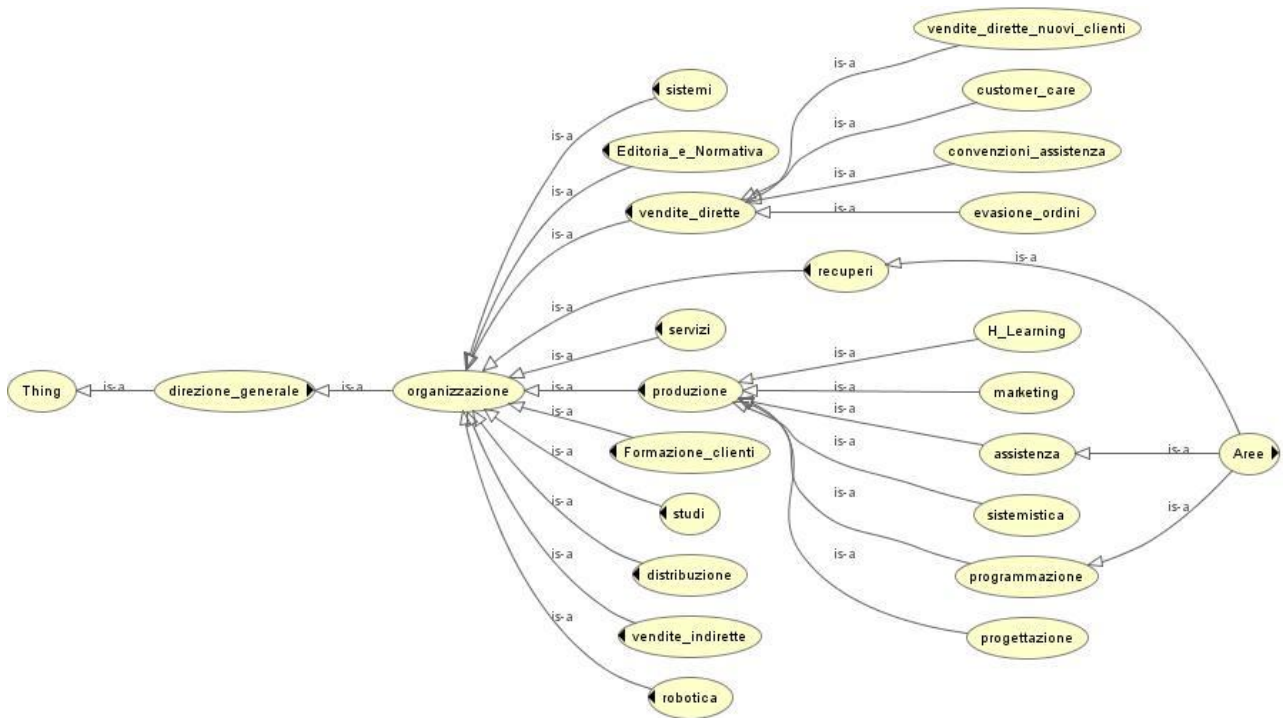 vendite_dirette_nuovi_clienti
is-a
sistemi
customer_care
is-a
is-a
Editoria_e_Normativa
convenzioni_assistenza
is-a
is-a
vendite_dirette
is-a
evasione_ordini
is-a
is-a
recuperi
is-a
servizi
H_Learning
is-a
is-a
Thing
is-a
direzione_generale
is-a
organizzazione
is-a
produzione
is-a
marketing
is-a
is-a
Formazione_clienti
assistenza
is-a
Aree
is-a
is-a
studi
sistemistica
is-a
is-a
is-a
distribuzione
is-a
programmazione
is-a
is-a
vendite_indirette
progettazione
robotica